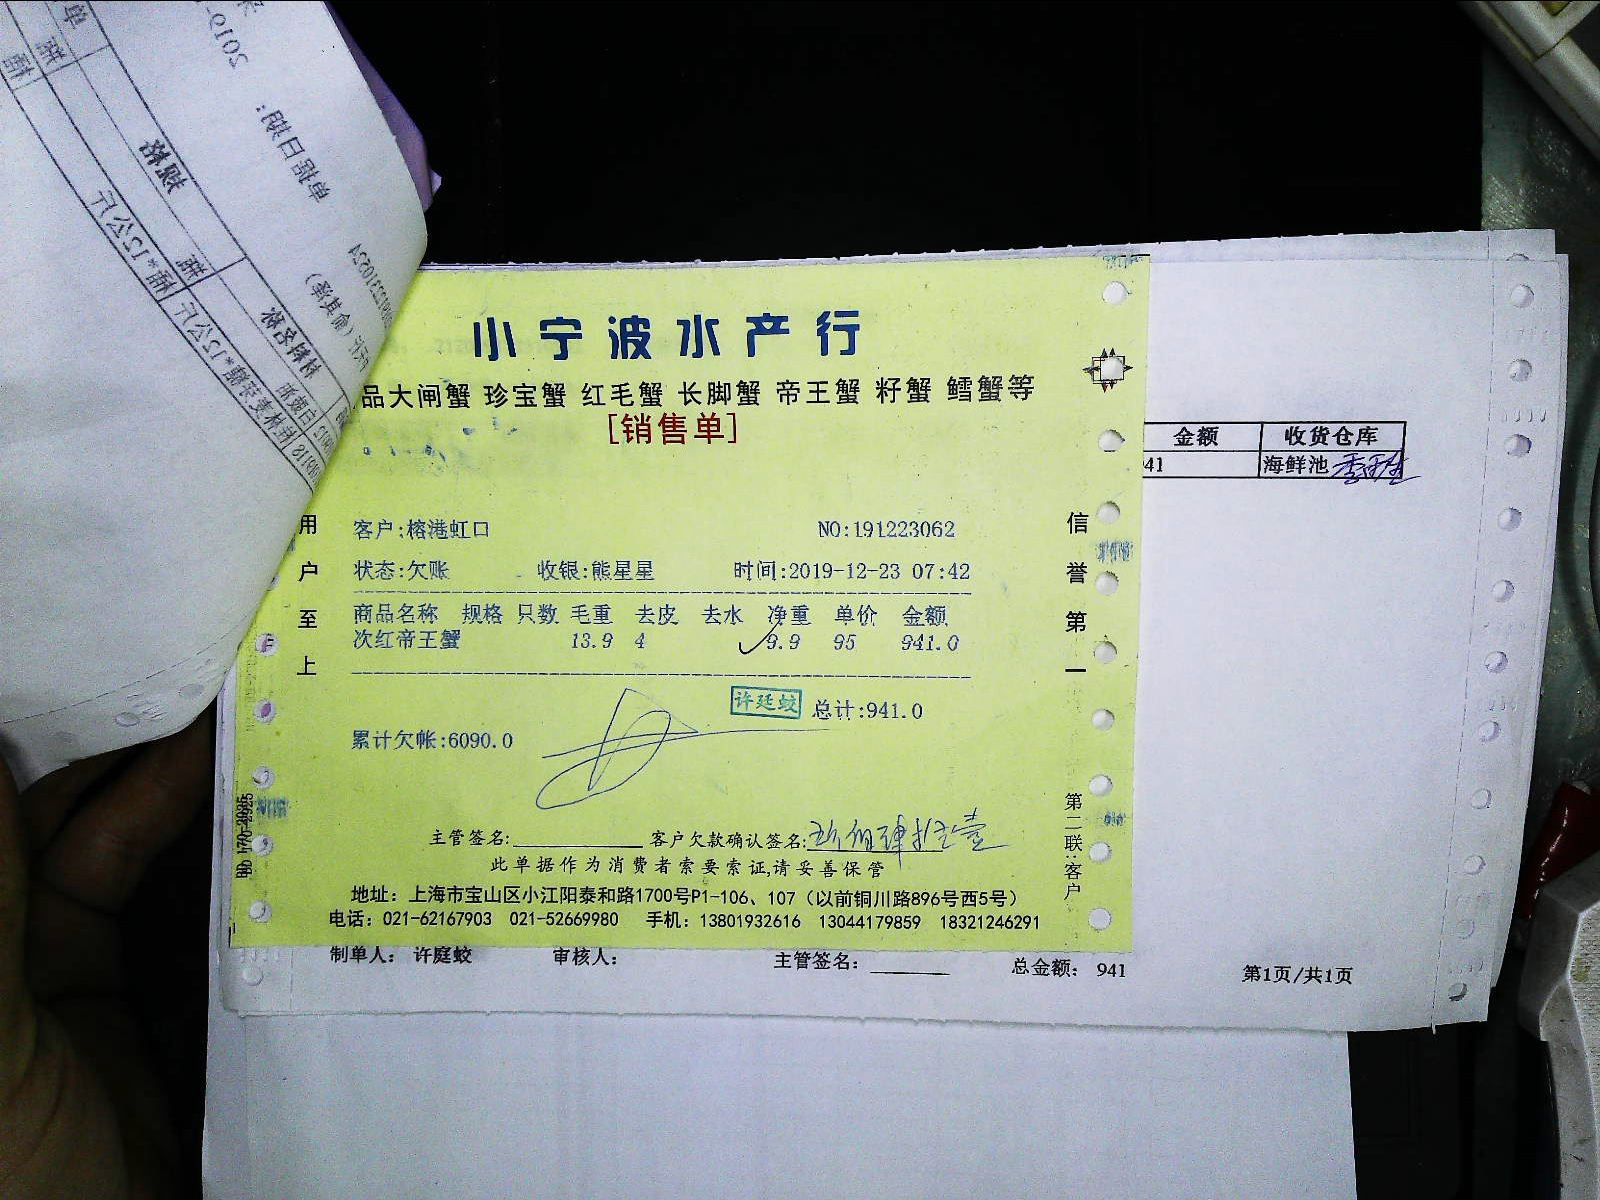 小宁波水产行
品大闸蟹 珍宝蟹 红毛蟹 长脚蟹 帝王蟹 籽蟹 鳕蟹等
[销售单]
金额 收货仓库
41 海鲜池
用户至上
信誉第一
客户:榕港虹口 NO:191223062
状态:欠账 收银:熊星星 时间:2019-12-23 07:42
商品名称 规格 只数 毛重 去皮 去水 净重 单价 金额
次红帝王蟹 13.9 4 9.9 95 941.0
许廷蛟
总计:941.0
累计欠帐:6090.0
第二联:客户
主管签名: 客户欠款确认签名:
此单据作为消费者索要索证,请妥善保管
地址：上海市宝山区小江阳泰和路1700号P1-106、107（以前铜川路896号西5号）
电话：021-62167903 021-52669980 手机：13801932616 13044179859 18321246291
制单人： 许庭蛟 审核人： 主管签名： 总金额： 941 第1页/共1页
单据日期:
规格